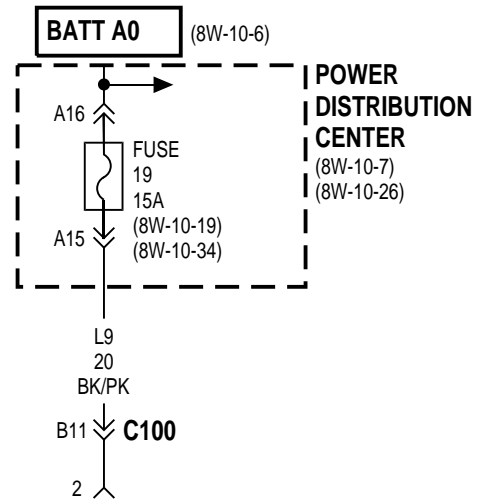 BATT A0 (8W-10-6)
POWER
DISTRIBUTION
CENTER
(8W-10-7)
(8W-10-26)
A16
FUSE
19
15A
(8W-10-19)
(8W-10-34)
A15
L9
20
BK/PK
B11 C100
2